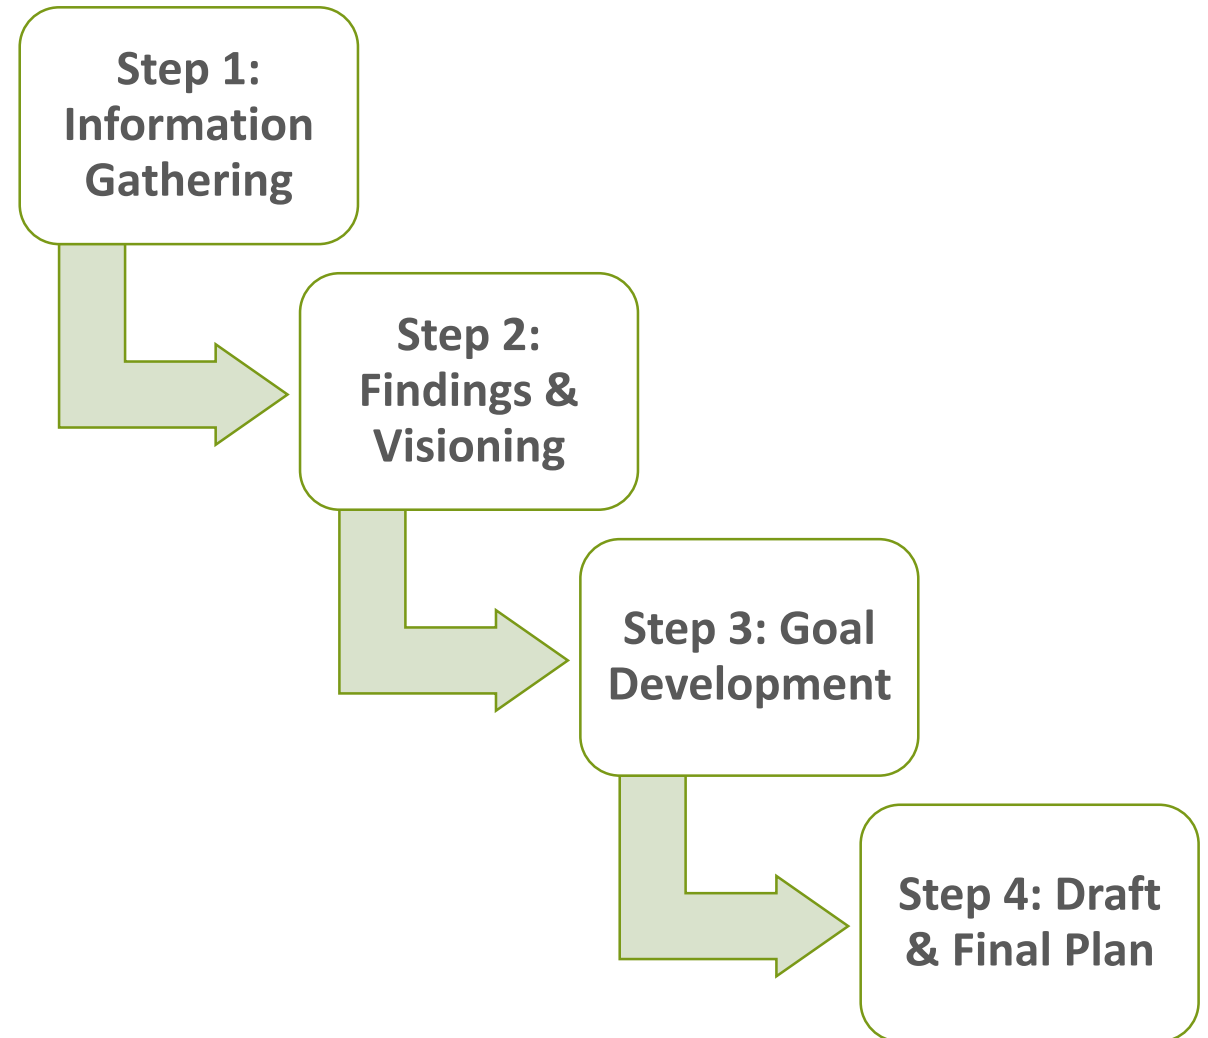 Step 1:
Information
Gathering
Step 2:
Findings &
Visioning
Step 3: Goal
Development
Step 4: Draft
& Final Plan